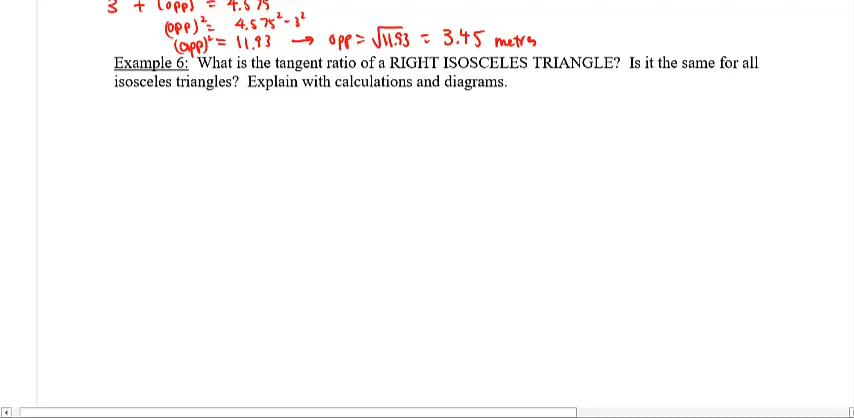 3 + (opp) = 4.575
(opp)² = 4.575² - 3²
(opp)² = 11.93 → opp = √11.93 = 3.45 metres
Example 6: What is the tangent ratio of a RIGHT ISOSCELES TRIANGLE? Is it the same for all
isosceles triangles? Explain with calculations and diagrams.